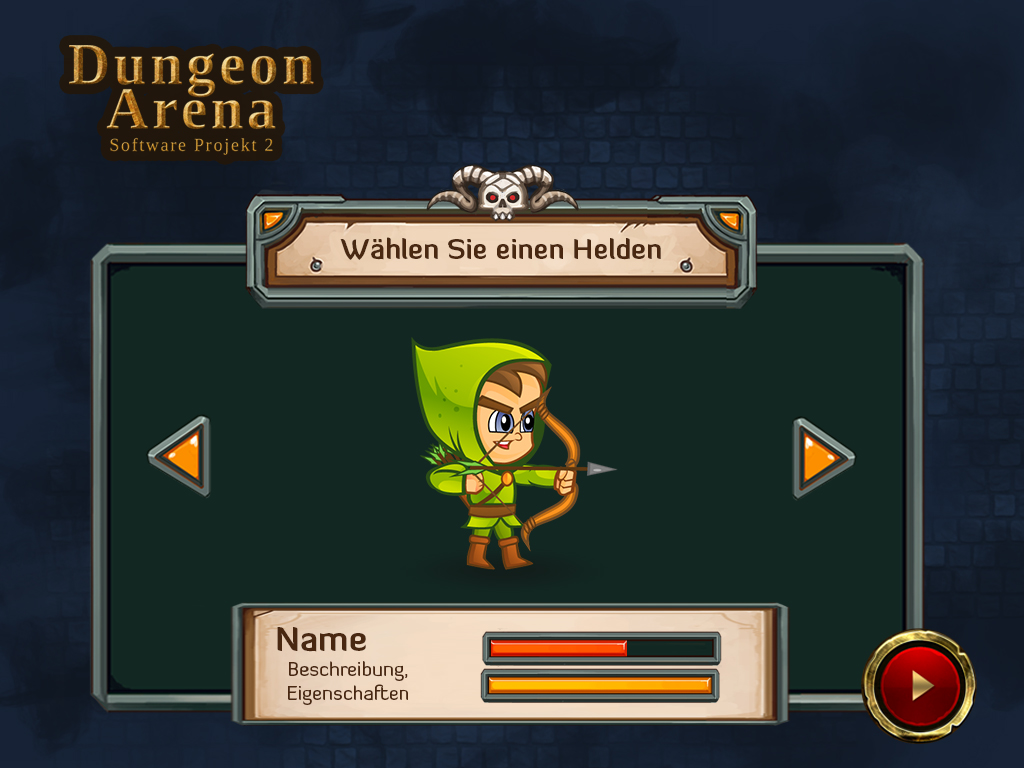 Dungeon
Arena
Software Projekt 2
Wählen Sie einen Helden
Name
Beschreibung,
Eigenschaften